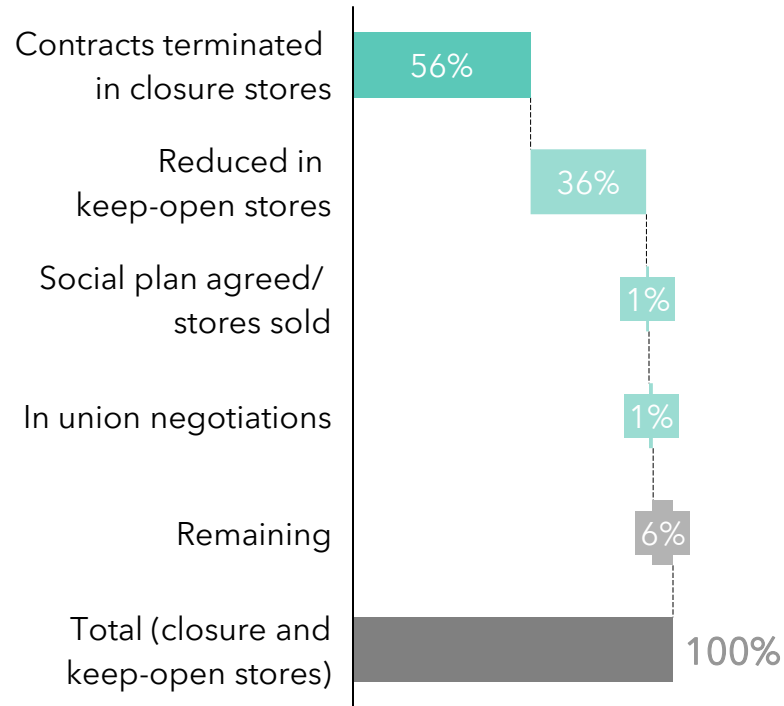 Contracts terminated
in closure stores
56%
Reduced in
keep-open stores
36%
Social plan agreed/
stores sold
1%
In union negotiations
1%
Remaining
6%
Total (closure and
keep-open stores)
100%